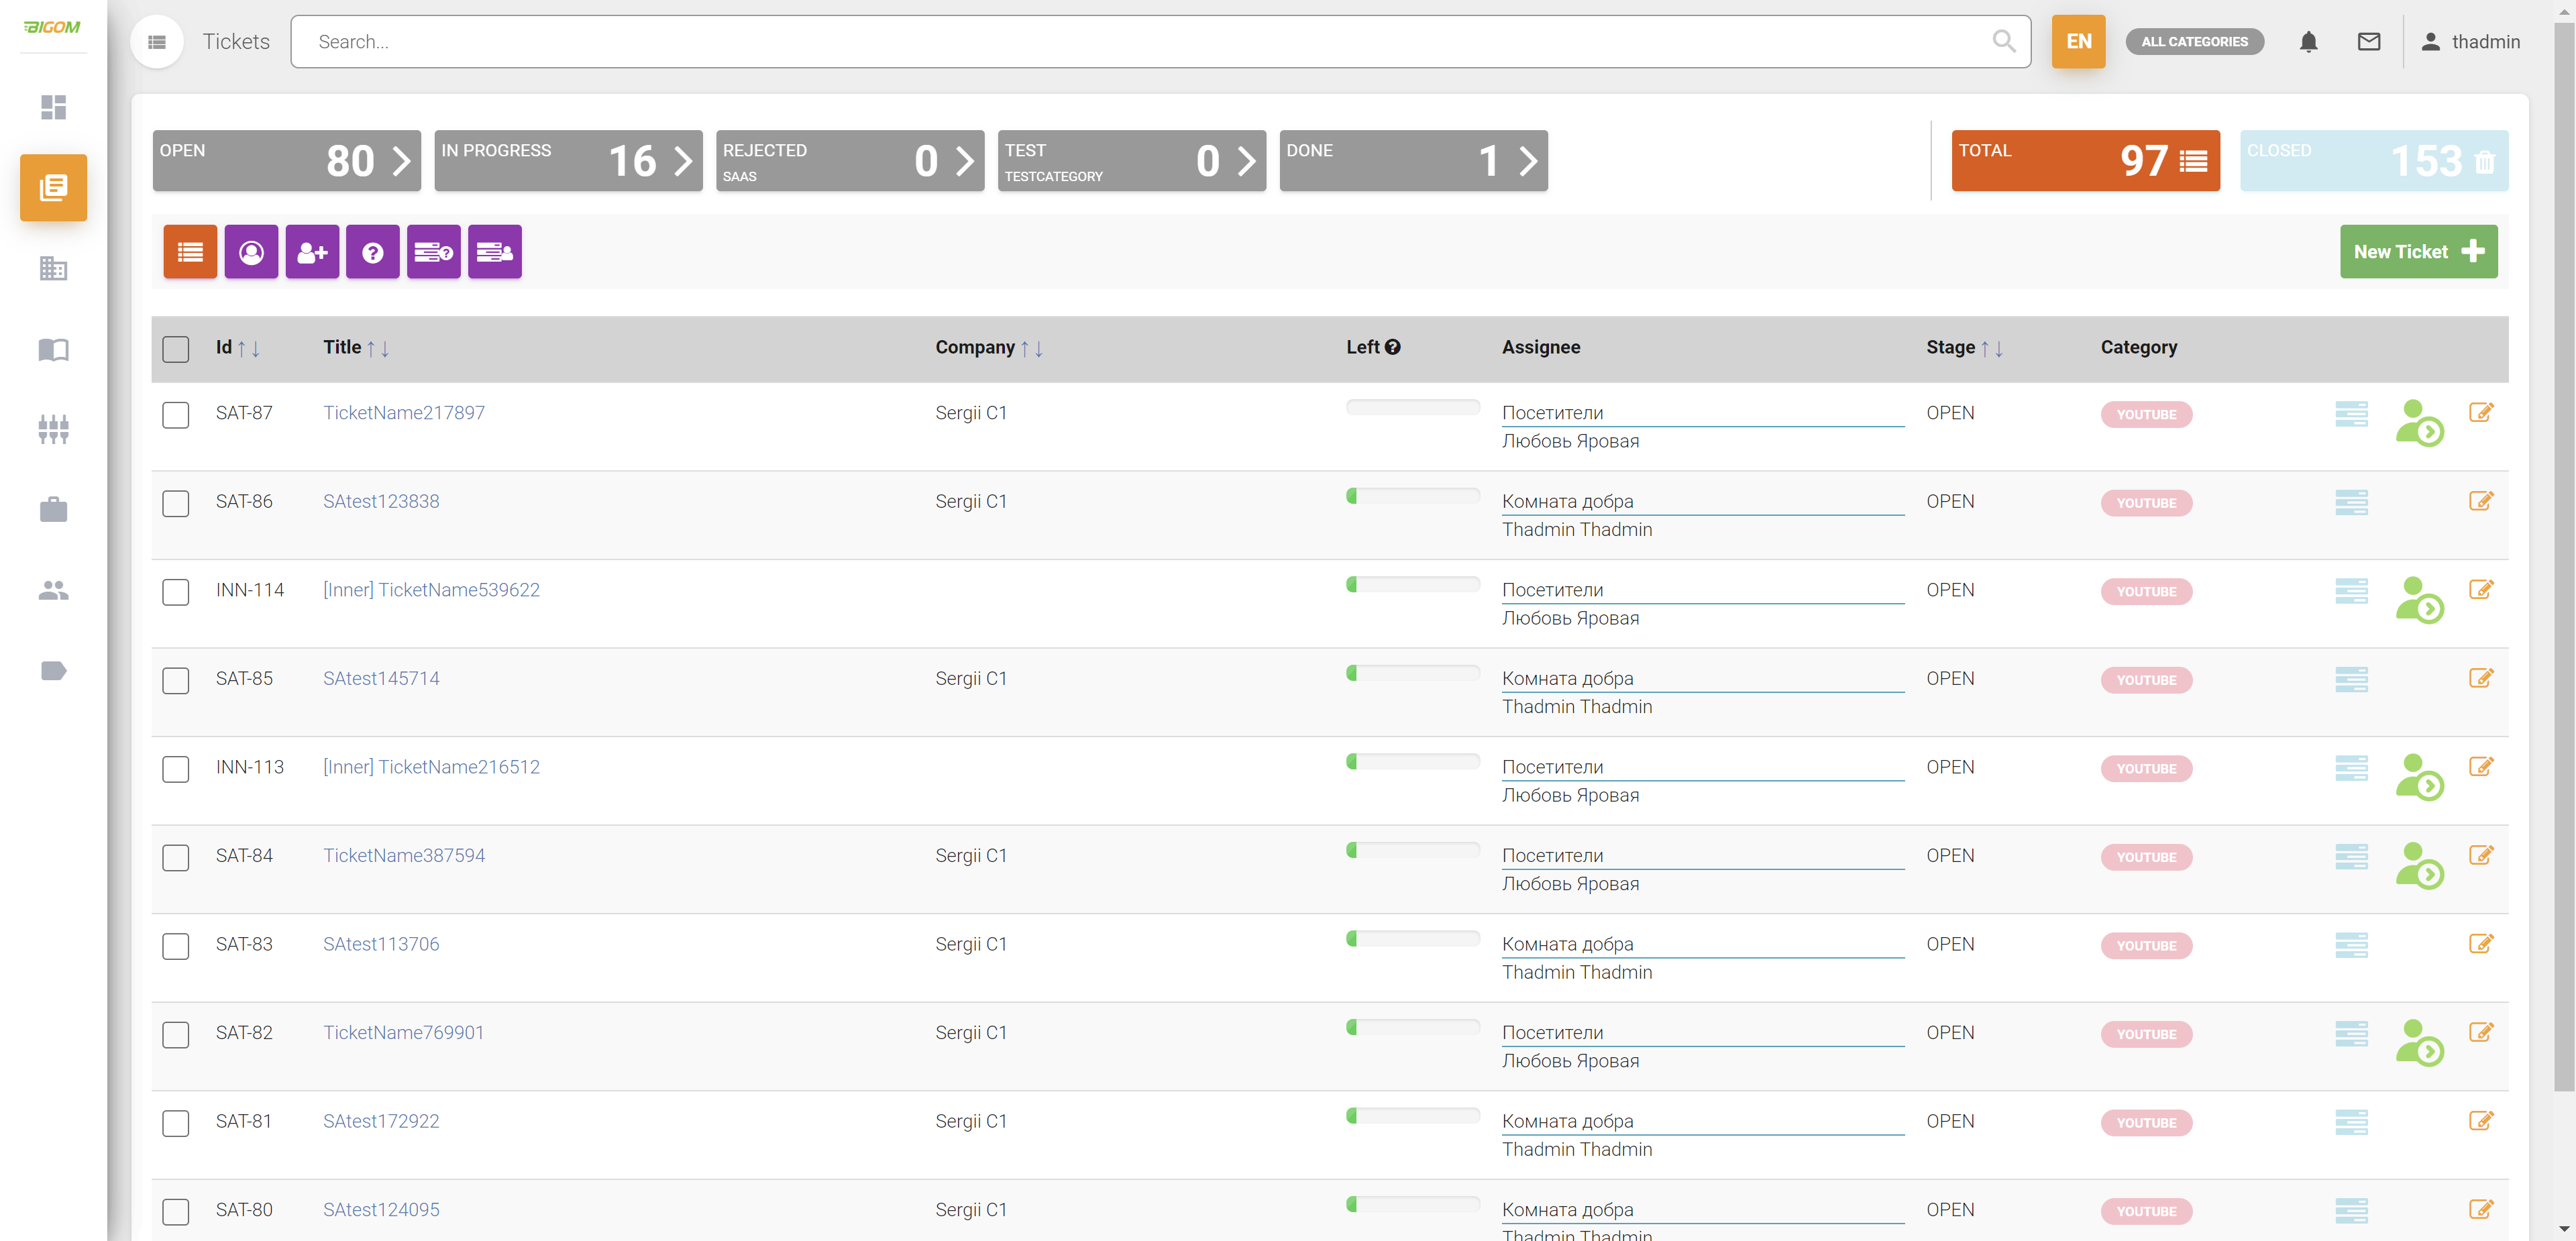 BIGOM
Tickets
Search...
EN
ALL CATEGORIES
thadmin
OPEN 80
IN PROGRESS 16
REJECTED 0
SAAS
TEST 0
TESTCATEGORY
DONE 1
TOTAL 97
CLOSED 153
New Ticket
Id Title Company Left Assignee Stage Category
SAT-87 TicketName217897 Sergii C1 Посетители OPEN YOUTUBE
Любовь Яровая
SAT-86 SAtest123838 Sergii C1 Комната добра OPEN YOUTUBE
Thadmin Thadmin
INN-114 [Inner] TicketName539622 Посетители OPEN YOUTUBE
Любовь Яровая
SAT-85 SAtest145714 Sergii C1 Комната добра OPEN YOUTUBE
Thadmin Thadmin
INN-113 [Inner] TicketName216512 Посетители OPEN YOUTUBE
Любовь Яровая
SAT-84 TicketName387594 Sergii C1 Посетители OPEN YOUTUBE
Любовь Яровая
SAT-83 SAtest113706 Sergii C1 Комната добра OPEN YOUTUBE
Thadmin Thadmin
SAT-82 TicketName769901 Sergii C1 Посетители OPEN YOUTUBE
Любовь Яровая
SAT-81 SAtest172922 Sergii C1 Комната добра OPEN YOUTUBE
Thadmin Thadmin
SAT-80 SAtest124095 Sergii C1 Комната добра OPEN YOUTUBE
Thadmin Thadmin